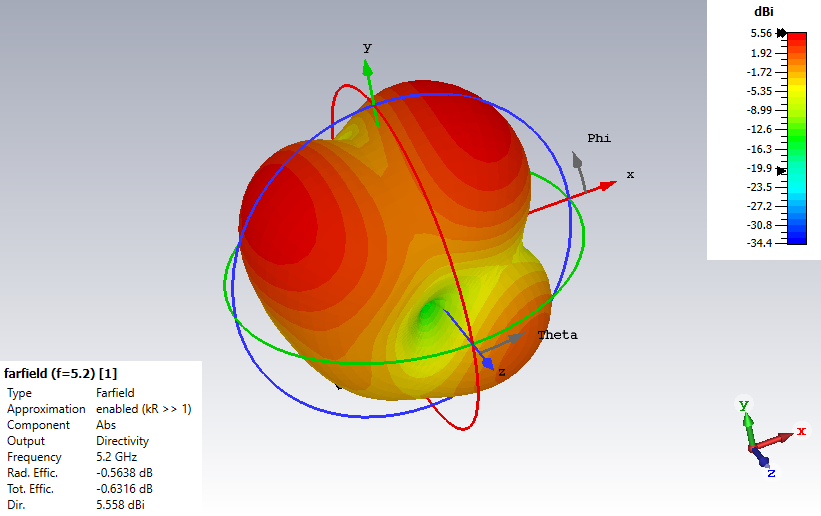 dBi
5.56
1.92
-1.72
-5.35
-8.99
-12.6
-16.3
-19.9
-23.5
-27.2
-30.8
-34.4
y
Phi
x
Theta
z
farfield (f=5.2) [1]
Type Farfield
Approximation enabled (kR >> 1)
Component Abs
Output Directivity
Frequency 5.2 GHz
Rad. Effic. -0.5638 dB
Tot. Effic. -0.6316 dB
Dir. 5.558 dBi
y
x
z